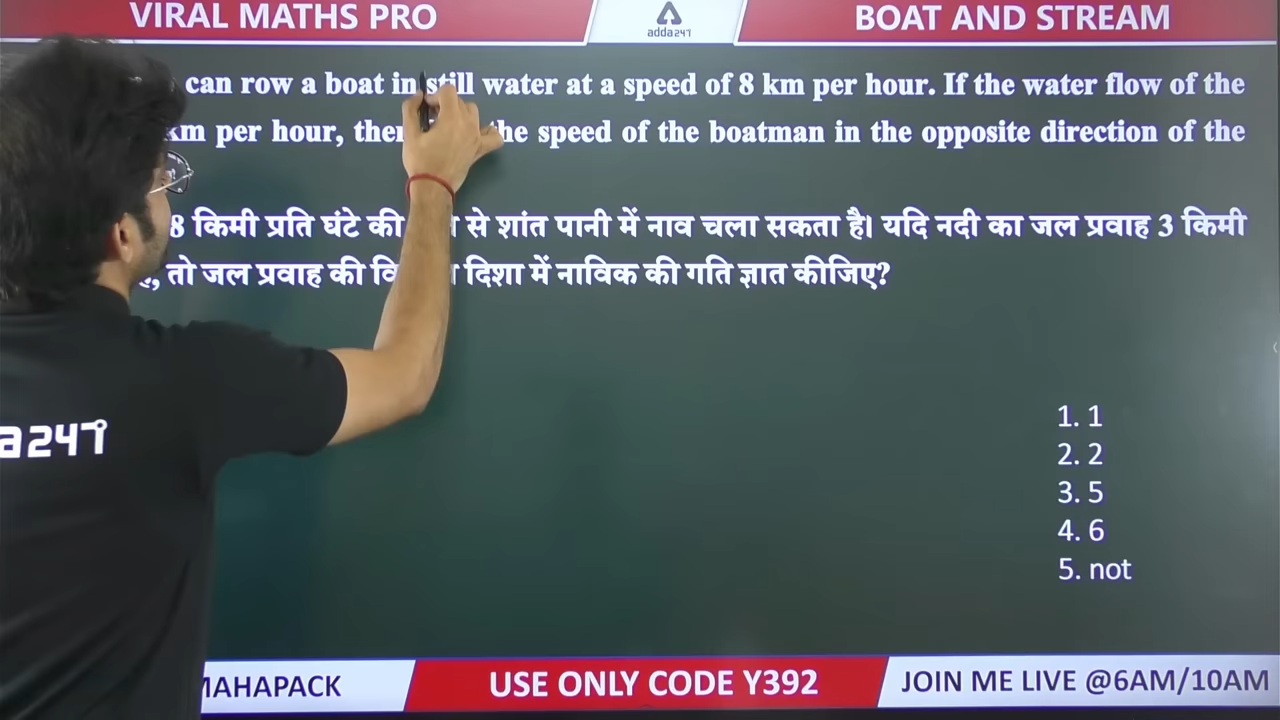 VIRAL MATHS PRO
adda247
BOAT AND STREAM
can row a boat in still water at a speed of 8 km per hour. If the water flow of the
km per hour, the speed of the boatman in the opposite direction of the
8 किमी प्रति घंटे की से शांत पानी में नाव चला सकता है। यदि नदी का जल प्रवाह 3 किमी
तो जल प्रवाह की दिशा में नाविक की गति ज्ञात कीजिए?
a247
1. 1
2. 2
3. 5
4. 6
5. not
MAHAPACK
USE ONLY CODE Y392
JOIN ME LIVE @6AM/10AM